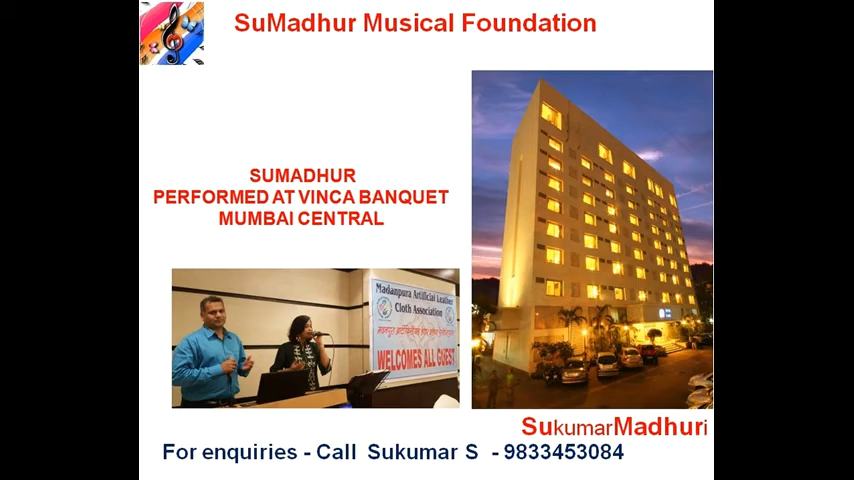 SuMadhur Musical Foundation
SUMADHUR
PERFORMED AT VINCA BANQUET
MUMBAI CENTRAL
Madanpura Artificial Leather
Cloth Association
WELCOMES ALL GUEST
SukumarMadhuri
For enquiries - Call Sukumar S - 9833453084